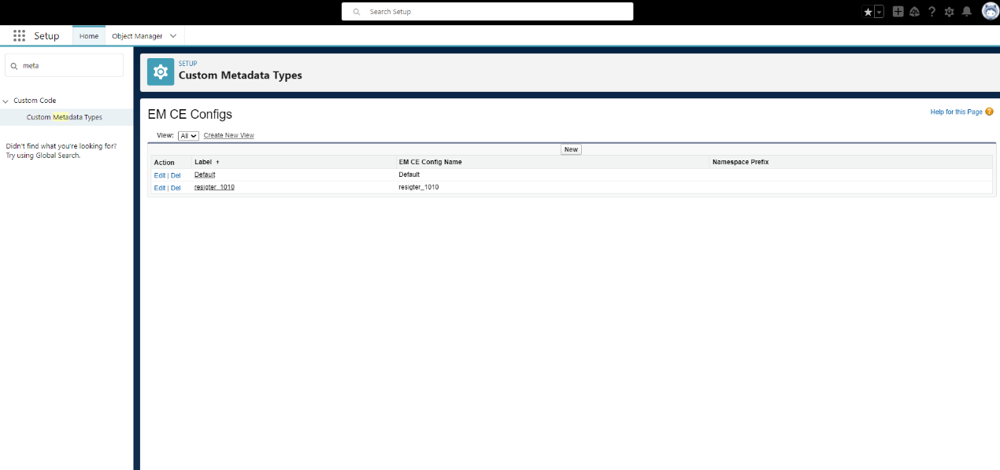 Search Setup
Setup
Home
Object Manager
meta
Custom Code
Custom Metadata Types
Didn't find what you're looking for?
Try using Global Search.
SETUP
Custom Metadata Types
EM CE Configs
Help for this Page ?
View: All Create New View
New
Action Label ↑ EM CE Config Name Namespace Prefix
Edit | Del Default Default
Edit | Del resigter_1010 resigter_1010